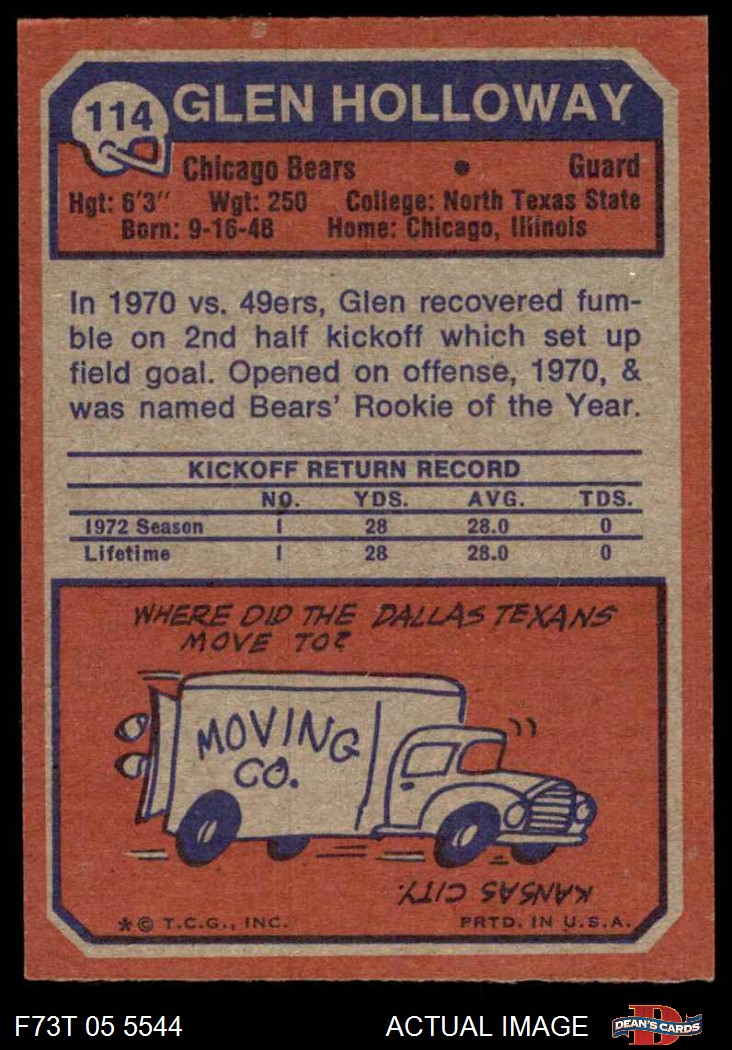 114 GLEN HOLLOWAY
Chicago Bears • Guard
Hgt: 6'3" Wgt: 250 College: North Texas State
Born: 9-16-48 Home: Chicago, Illinois
In 1970 vs. 49ers, Glen recovered fum-
ble on 2nd half kickoff which set up
field goal. Opened on offense, 1970, &
was named Bears' Rookie of the Year.
KICKOFF RETURN RECORD
NO. YDS. AVG. TDS.
1972 Season 1 28 28.0 0
Lifetime 1 28 28.0 0
WHERE DID THE DALLAS TEXANS
MOVE TO?
MOVING
CO.
KANSAS CITY.
*© T.C.G., INC. PRTD. IN U.S.A.
F73T 05 5544 ACTUAL IMAGE D DEAN'S CARDS